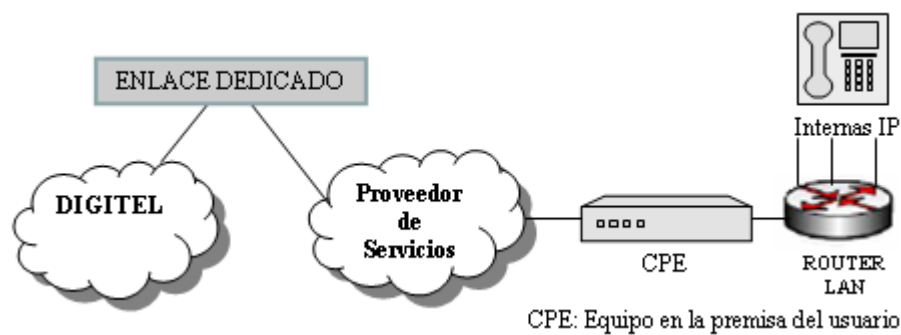 ENLACE DEDICADO
Internas IP
DIGITEL
Proveedor
de
Servicios
CPE
ROUTER
LAN
CPE: Equipo en la premisa del usuario